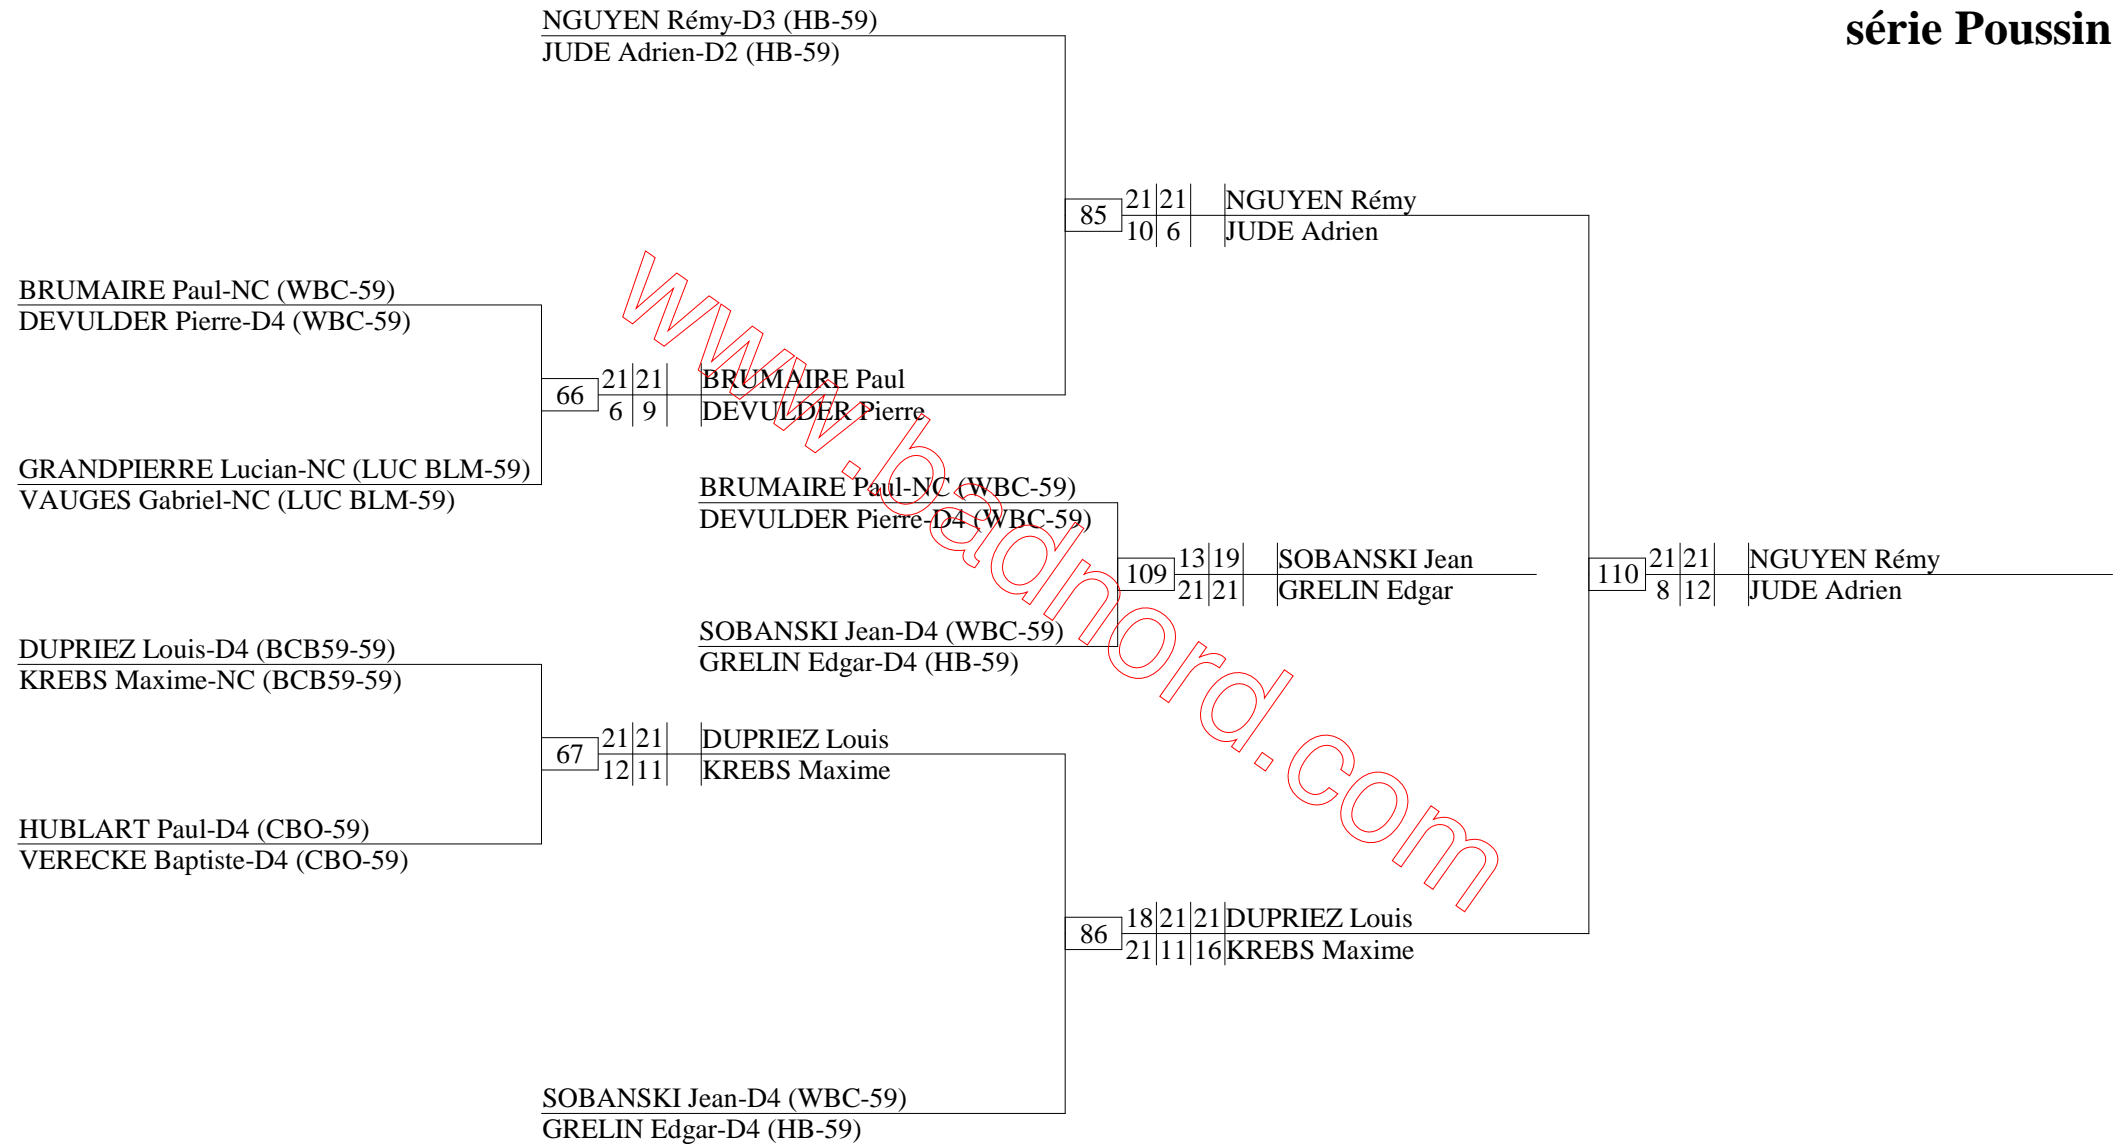 série Poussin
NGUYEN Rémy-D3 (HB-59)
JUDE Adrien-D2 (HB-59)
85
21 21 NGUYEN Rémy
10 6 JUDE Adrien
BRUMAIRE Paul-NC (WBC-59)
DEVULDER Pierre-D4 (WBC-59)
66
21 21 BRUMAIRE Paul
6 9 DEVULDER Pierre
GRANDPIERRE Lucian-NC (LUC BLM-59)
VAUGES Gabriel-NC (LUC BLM-59)
BRUMAIRE Paul-NC (WBC-59)
DEVULDER Pierre-D4 (WBC-59)
109
13 19 SOBANSKI Jean
21 21 GRELIN Edgar
110
21 21 NGUYEN Rémy
8 12 JUDE Adrien
SOBANSKI Jean-D4 (WBC-59)
GRELIN Edgar-D4 (HB-59)
DUPRIEZ Louis-D4 (BCB59-59)
KREBS Maxime-NC (BCB59-59)
67
21 21 DUPRIEZ Louis
12 11 KREBS Maxime
HUBLART Paul-D4 (CBO-59)
VERECKE Baptiste-D4 (CBO-59)
86
18 21 21 DUPRIEZ Louis
21 11 16 KREBS Maxime
SOBANSKI Jean-D4 (WBC-59)
GRELIN Edgar-D4 (HB-59)
www.badnord.com